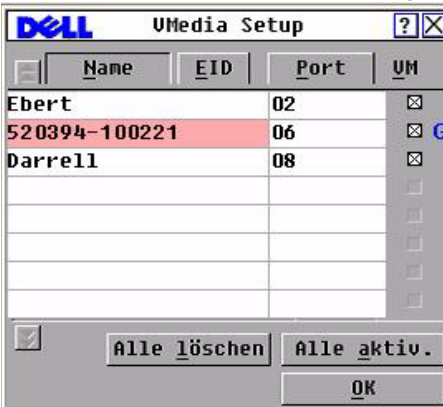 DELL VMedia Setup ? X
Name EID Port VM
Ebert 02
520394-100221 06 G
Darrell 08
Alle löschen Alle aktiv.
OK